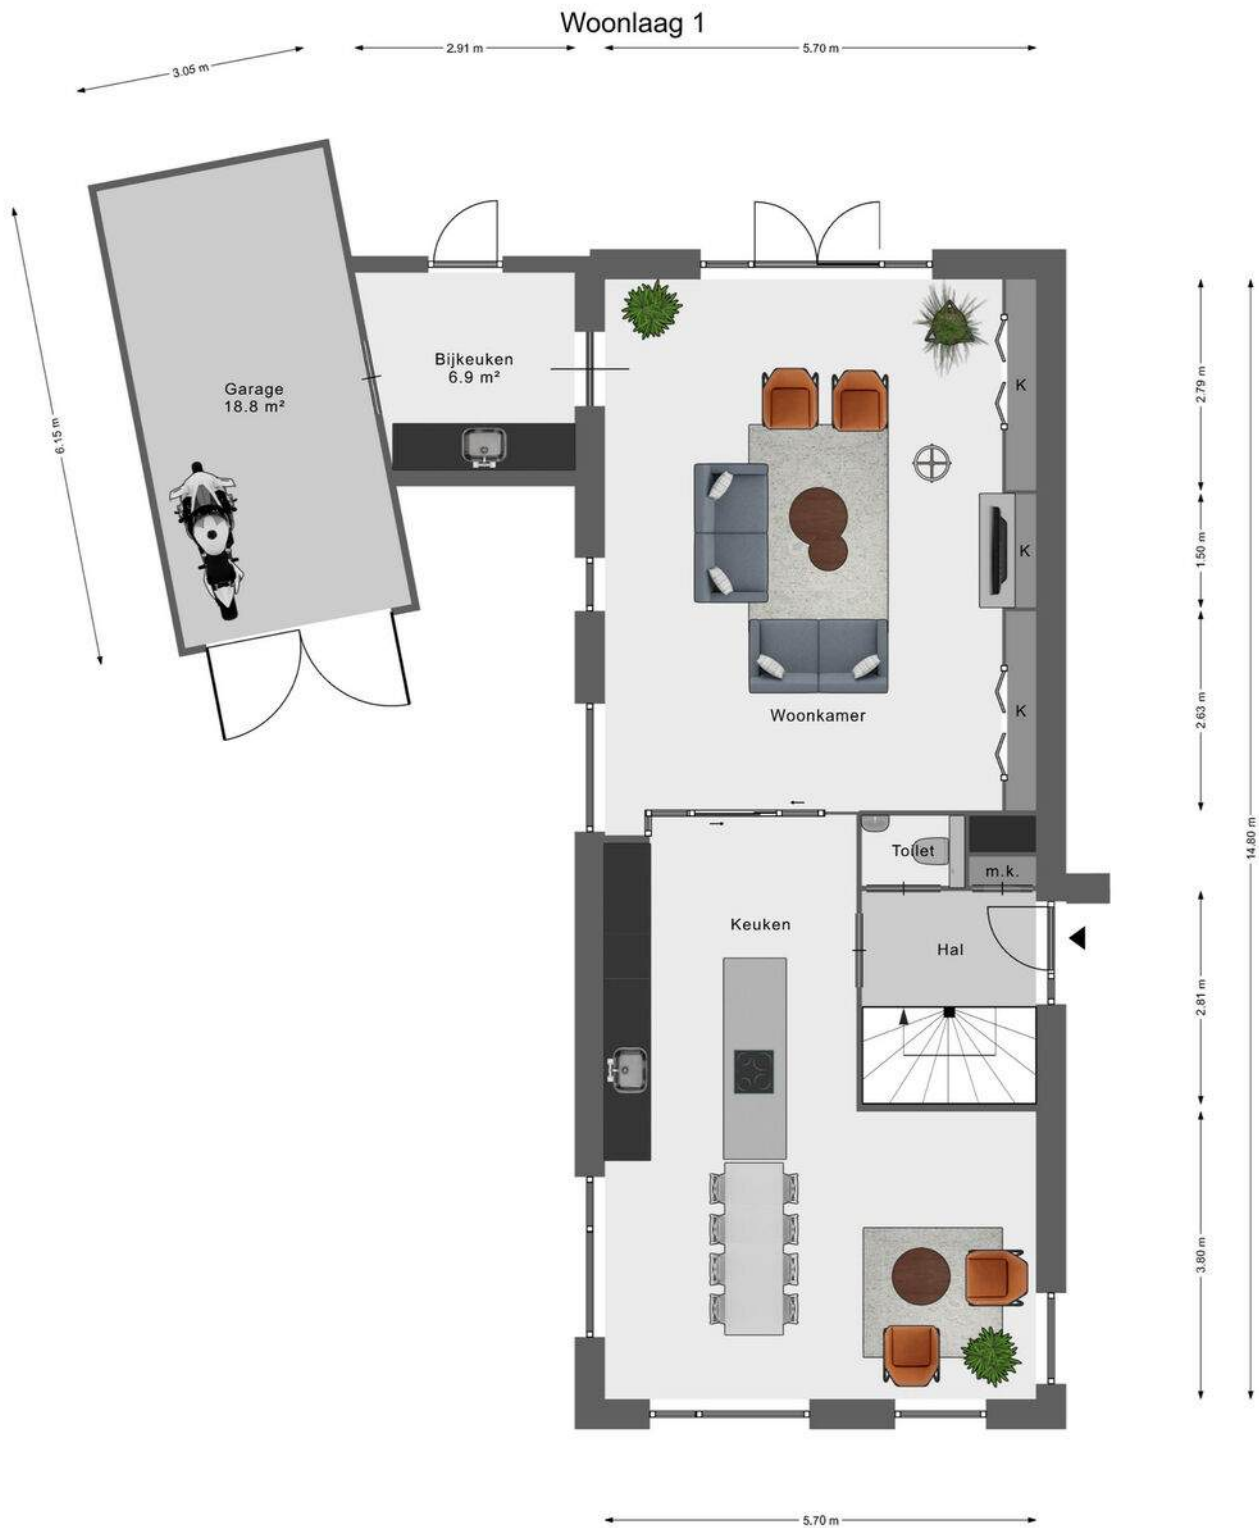 Woonlaag 1
3.05 m
2.91 m
5.70 m
6.15 m
Garage
18.8 m²
Bijkeuken
6.9 m²
K
2.79 m
K
1.50 m
Woonkamer
K
2.63 m
14.80 m
Toilet
m.k.
Keuken
Hal
2.81 m
3.80 m
5.70 m